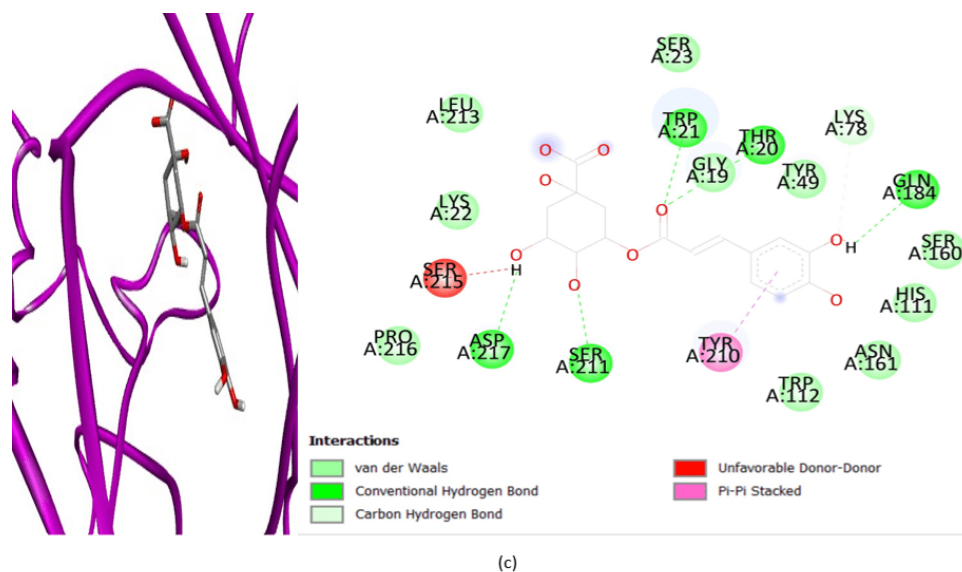 SER
A:23
LEU
A:213
TRP
A:21
THR
A:20
LYS
A:78
GLY
A:19
TYR
A:49
GLN
A:184
LYS
A:22
SER
A:160
SER
A:215
HIS
A:111
PRO
A:216
ASP
A:217
SER
A:211
TYR
A:210
ASN
A:161
TRP
A:112
O O
O
O
H
O
O
O
O
H
O
Interactions
van der Waals
Conventional Hydrogen Bond
Carbon Hydrogen Bond
Unfavorable Donor-Donor
Pi-Pi Stacked
(c)